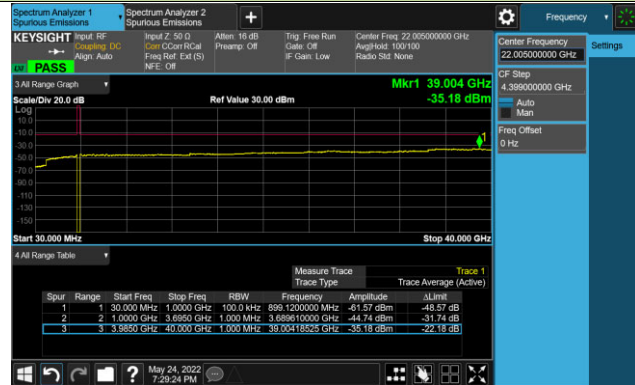 Spectrum Analyzer 1
Spurious Emissions
Spectrum Analyzer 2
Spurious Emissions
+
Frequency
KEYSIGHT
Input: RF
Coupling: DC
Align: Auto
Input Z: 50 Ω
Corr CCorr RCal
Freq Ref: Ext (S)
NFE: Off
Atten: 16 dB
Preamp: Off
Trig: Free Run
Gate: Off
IF Gain: Low
Center Freq: 22.005000000 GHz
Avg|Hold: 100/100
Radio Std: None
PASS
Center Frequency
22.005000000 GHz
Settings
CF Step
4.399000000 GHz
Auto
Man
Freq Offset
0 Hz
3 All Range Graph
Mkr1 39.004 GHz
-35.18 dBm
Scale/Div 20.0 dB
Ref Value 30.00 dBm
Log
10.0
-10.0
-30.0
-50.0
-70.0
-90.0
-110
-130
-150
1
Start 30.000 MHz
Stop 40.000 GHz
4 All Range Table
Measure Trace Trace 1
Trace Type Trace Average (Active)
Spur Range Start Freq Stop Freq RBW Frequency Amplitude ΔLimit
1 1 30.000 MHz 1.0000 GHz 100.0 kHz 899.1200000 MHz -61.57 dBm -48.57 dB
2 2 1.0000 GHz 3.6950 GHz 1.000 MHz 3.689610000 GHz -44.74 dBm -31.74 dB
3 3 3.9850 GHz 40.000 GHz 1.000 MHz 39.00418525 GHz -35.18 dBm -22.18 dB
?
May 24, 2022
7:29:24 PM